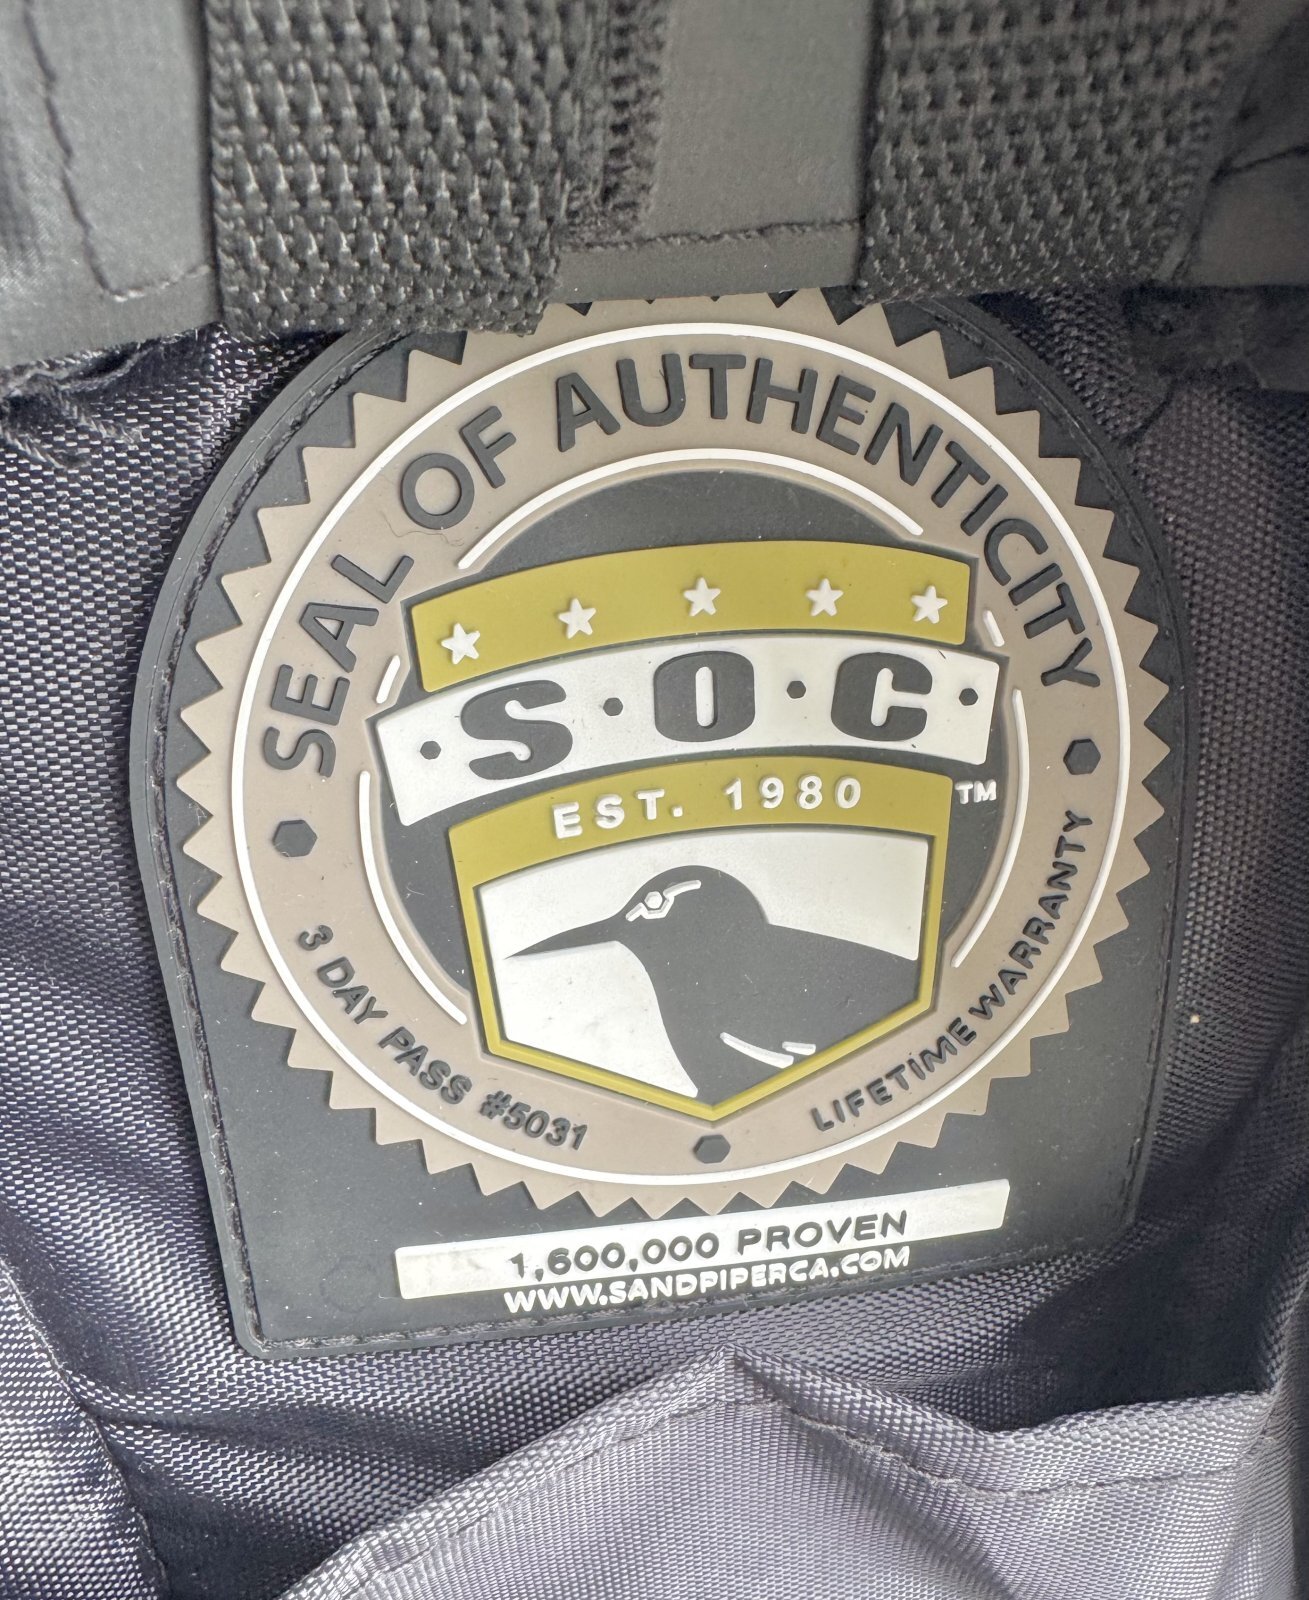 SEAL OF AUTHENTICITY
S·O·C
TM
EST. 1980
3 DAY PASS #5031
LIFETIME WARRANTY
1,600,000 PROVEN
WWW.SANDPIPERCA.COM